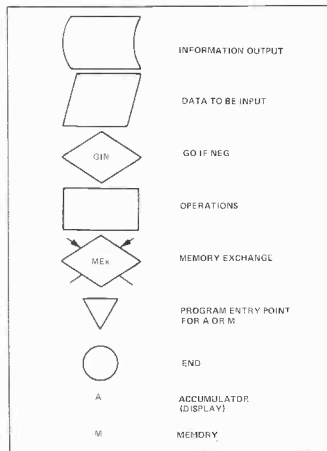 INFORMATION OUTPUT
DATA TO BE INPUT
GIN GO IF NEG
OPERATIONS
MEx MEMORY EXCHANGE
PROGRAM ENTRY POINT
FOR A OR M
END
A ACCUMULATOR
(DISPLAY)
M MEMORY